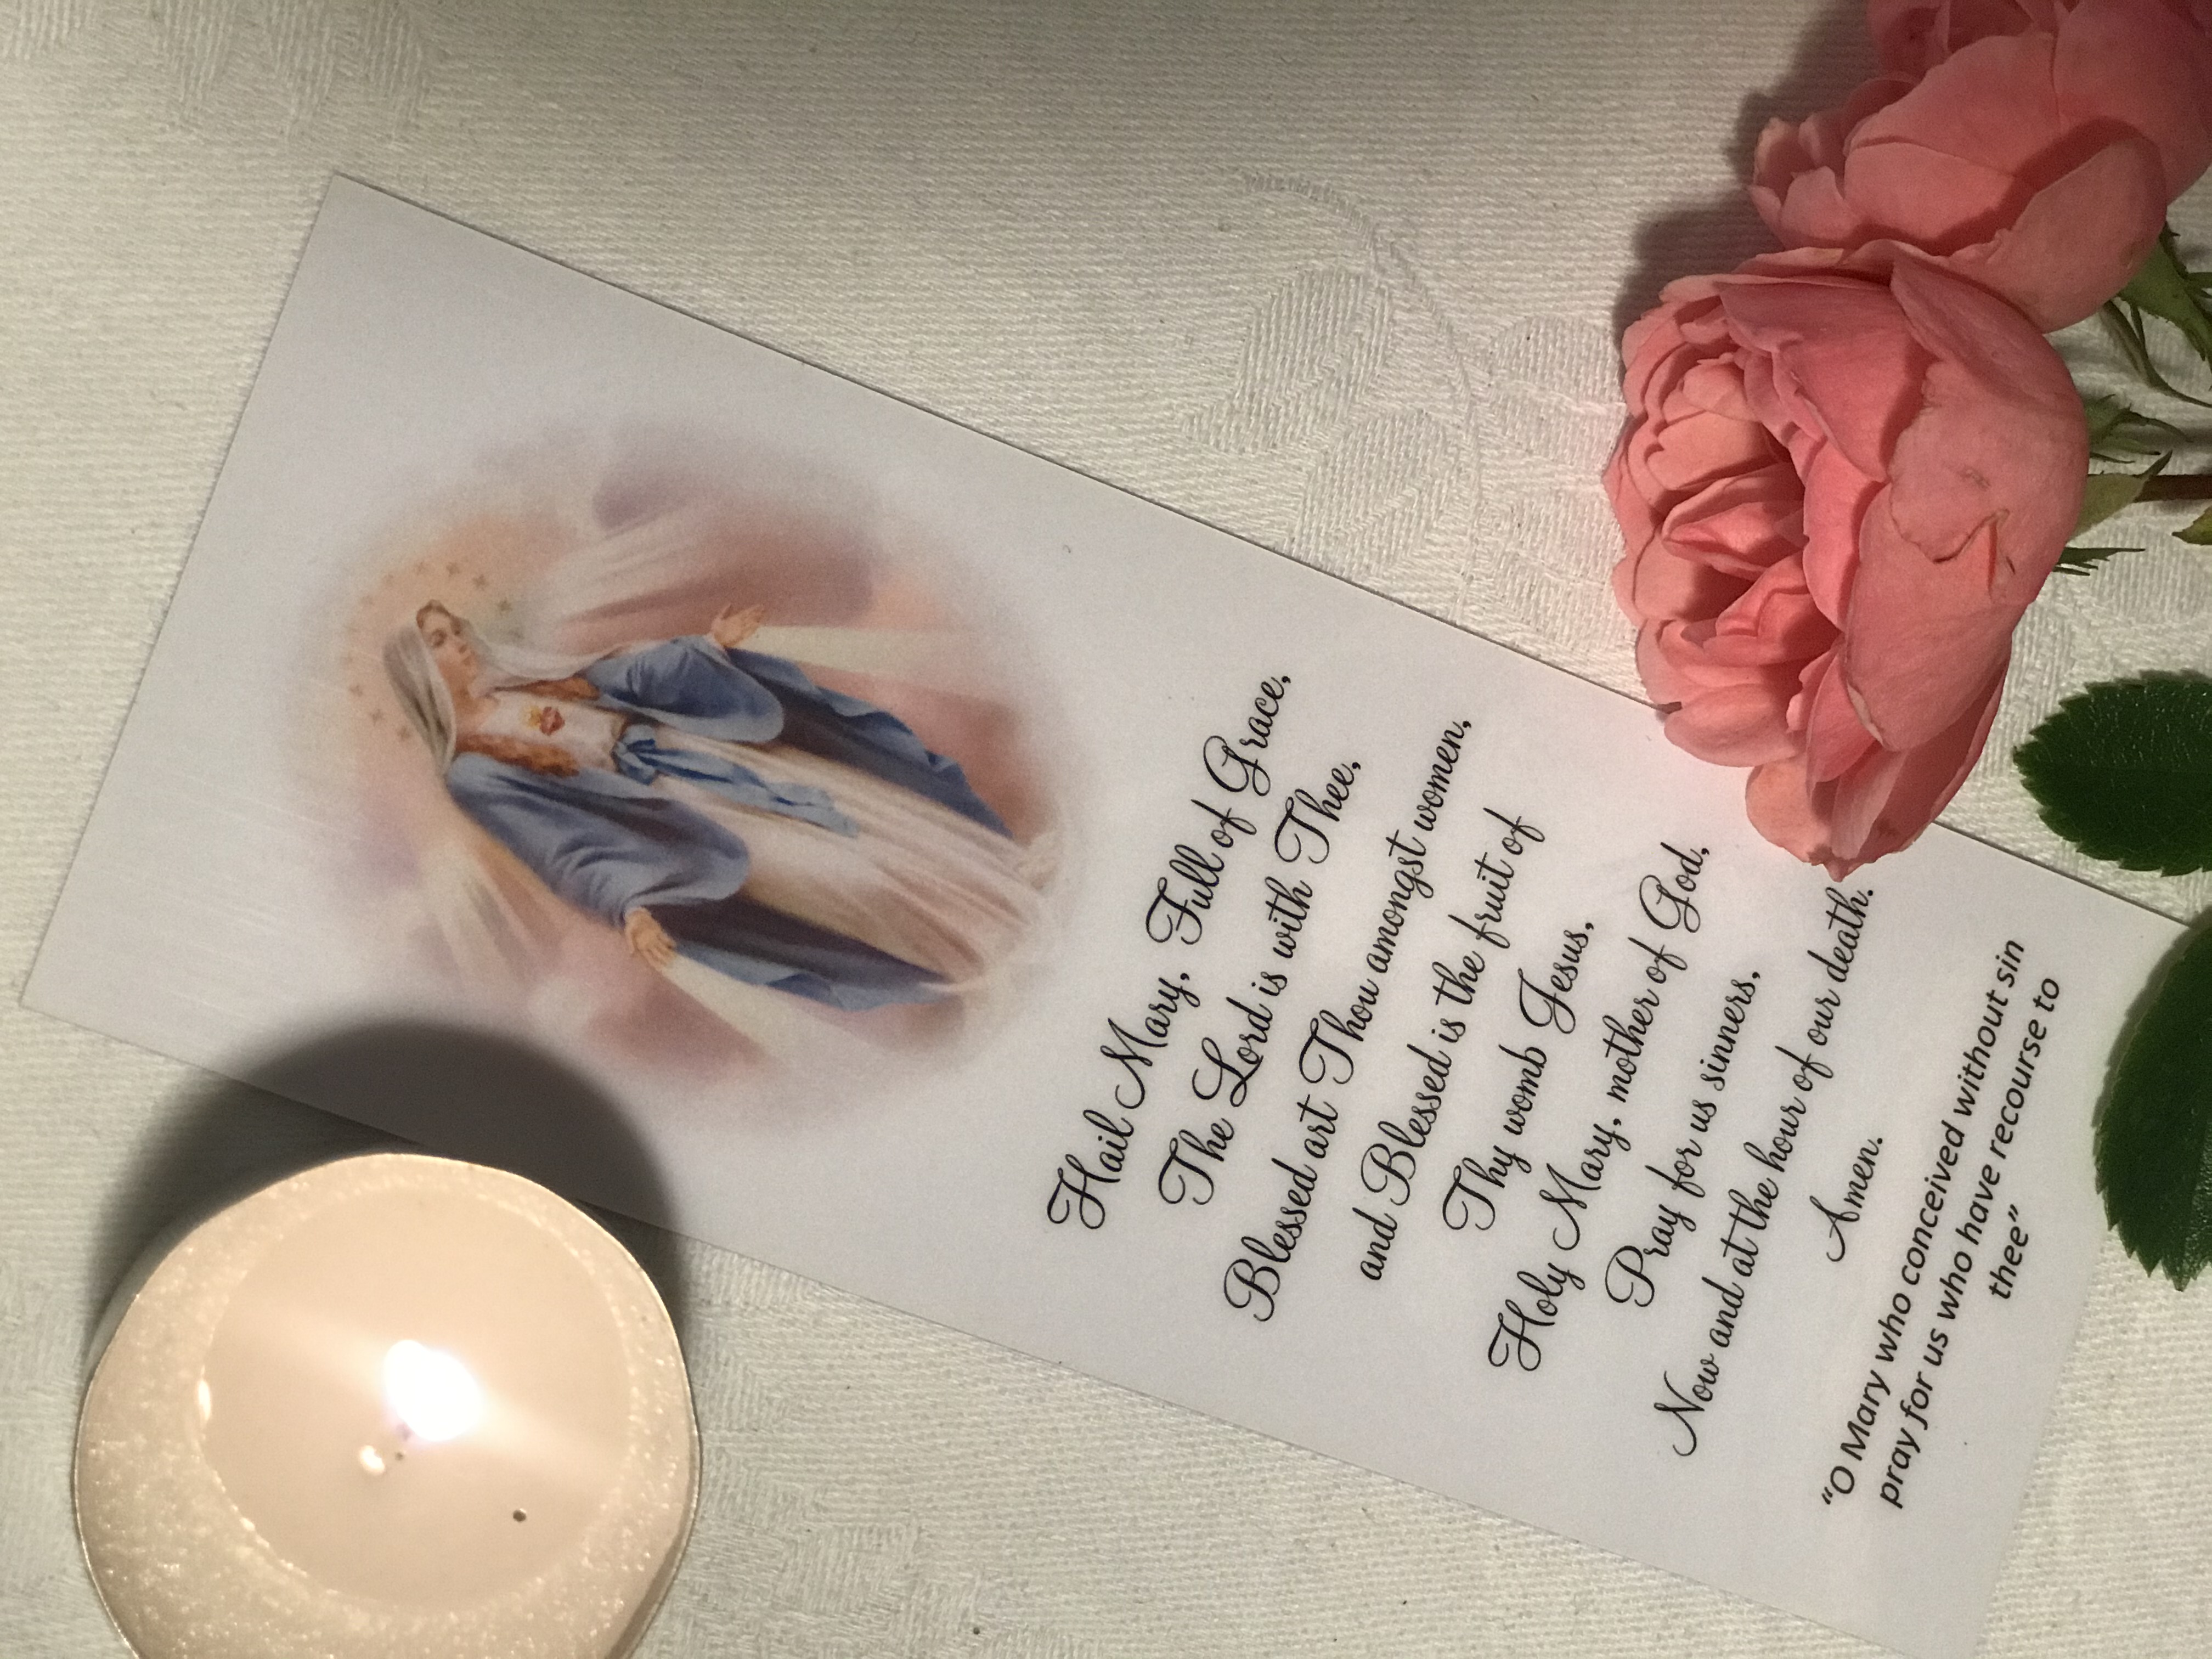 Hail Mary, Full of Grace,
The Lord is with Thee,
Blessed art Thou amongst women,
and Blessed is the fruit of
Thy womb Jesus,
Holy Mary, mother of God,
Pray for us sinners,
Now and at the hour of our death.
Amen.
“O Mary who conceived without sin
pray for us who have recourse to
thee”